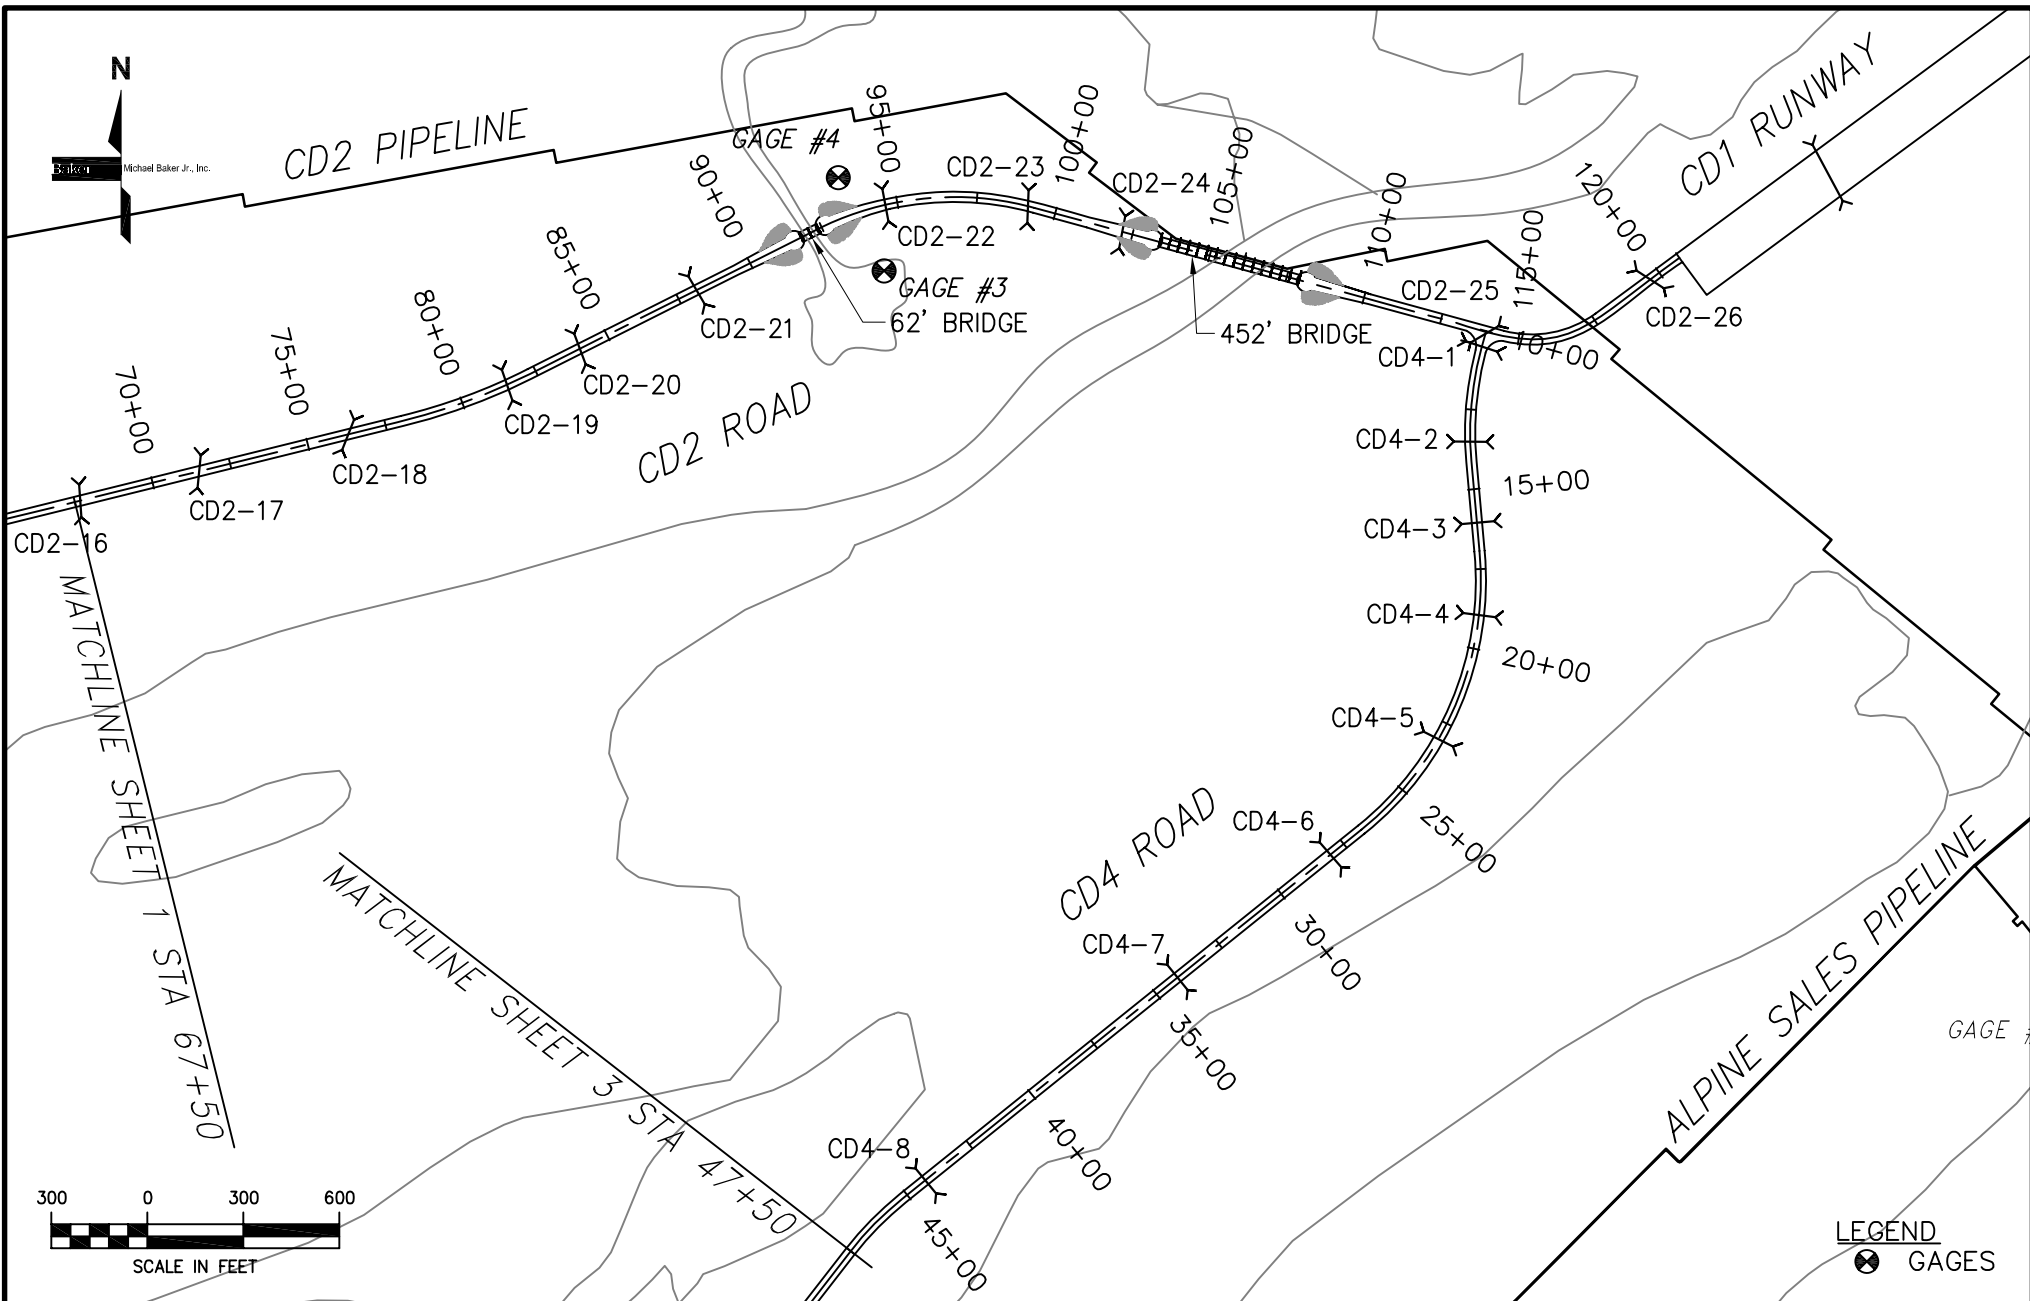 N
Baker
Michael Baker Jr., Inc.
CD2 PIPELINE
GAGE #4
95+00
CD2-23
100+00
CD2-24
105+00
CD1 RUNWAY
90+00
CD2-22
110+00
115+00
120+00
85+00
GAGE #3
CD2-25
CD2-26
80+00
CD2-21
62' BRIDGE
452' BRIDGE
CD4-1
10+00
75+00
CD2-20
70+00
CD2-19
CD2 ROAD
CD4-2
CD2-18
15+00
CD2-17
CD4-3
CD2-16
CD4-4
20+00
CD4-5
MATCHLINE SHEET 1 STA 67+50
CD4 ROAD
CD4-6
25+00
MATCHLINE SHEET 3 STA 47+50
CD4-7
30+00
ALPINE SALES PIPELINE
35+00
GAGE #
CD4-8
40+00
45+00
300 0 300 600
SCALE IN FEET
LEGEND
GAGES